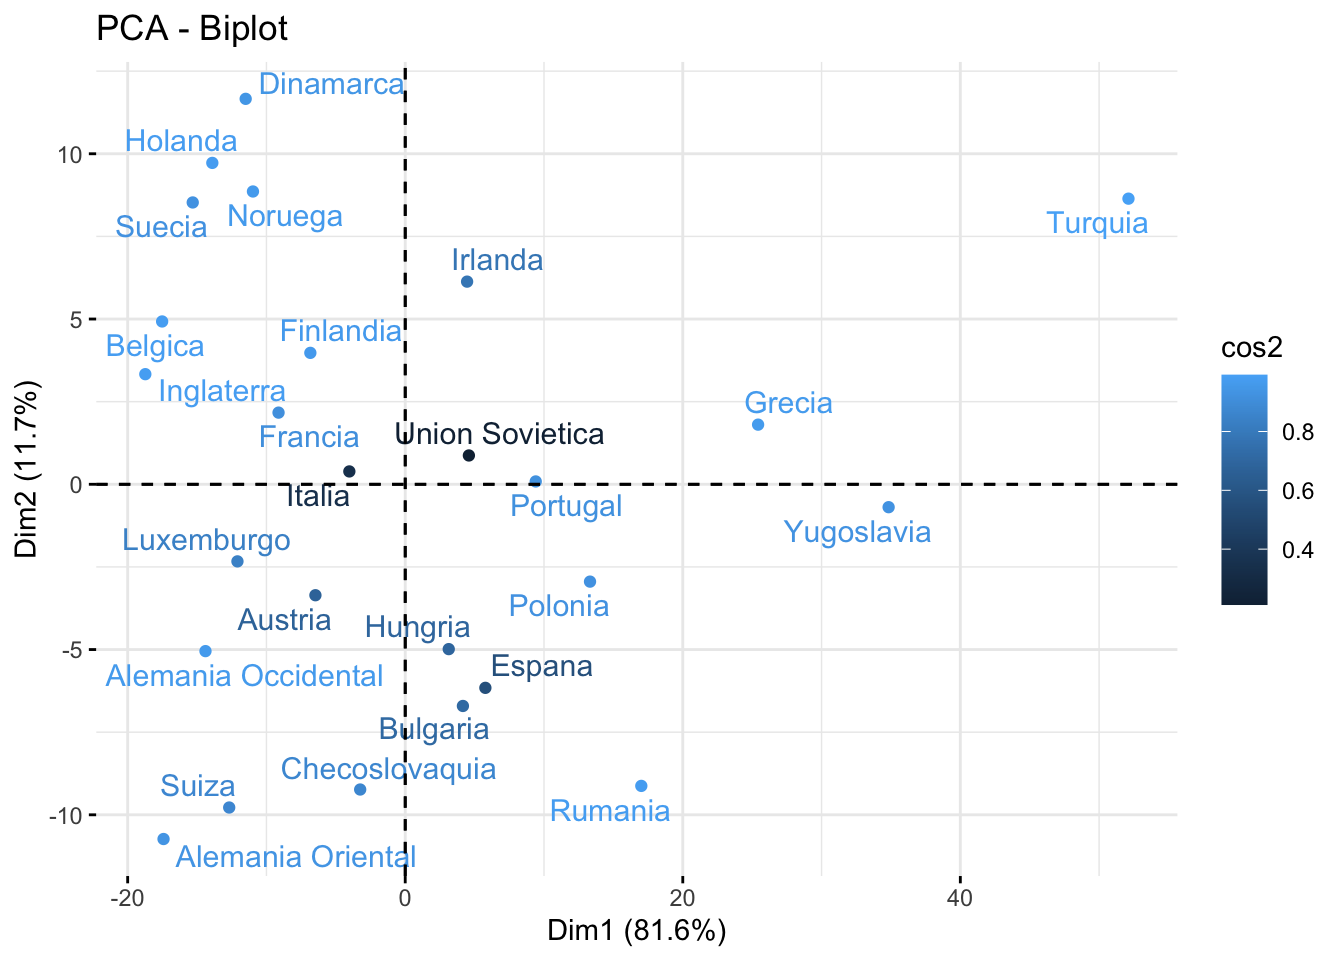 PCA - Biplot
Dinamarca
Holanda
Noruega
Suecia
Turquia
Irlanda
Belgica
Finlandia
Inglaterra
Francia
Grecia
Union Sovietica
Italia
Portugal
Yugoslavia
Luxemburgo
Polonia
Austria
Hungria
Espana
Alemania Occidental
Bulgaria
Checoslovaquia
Suiza
Rumania
Alemania Oriental
10
5
0
-5
-10
Dim2 (11.7%)
-20
0
20
40
Dim1 (81.6%)
cos2
0.8
0.6
0.4